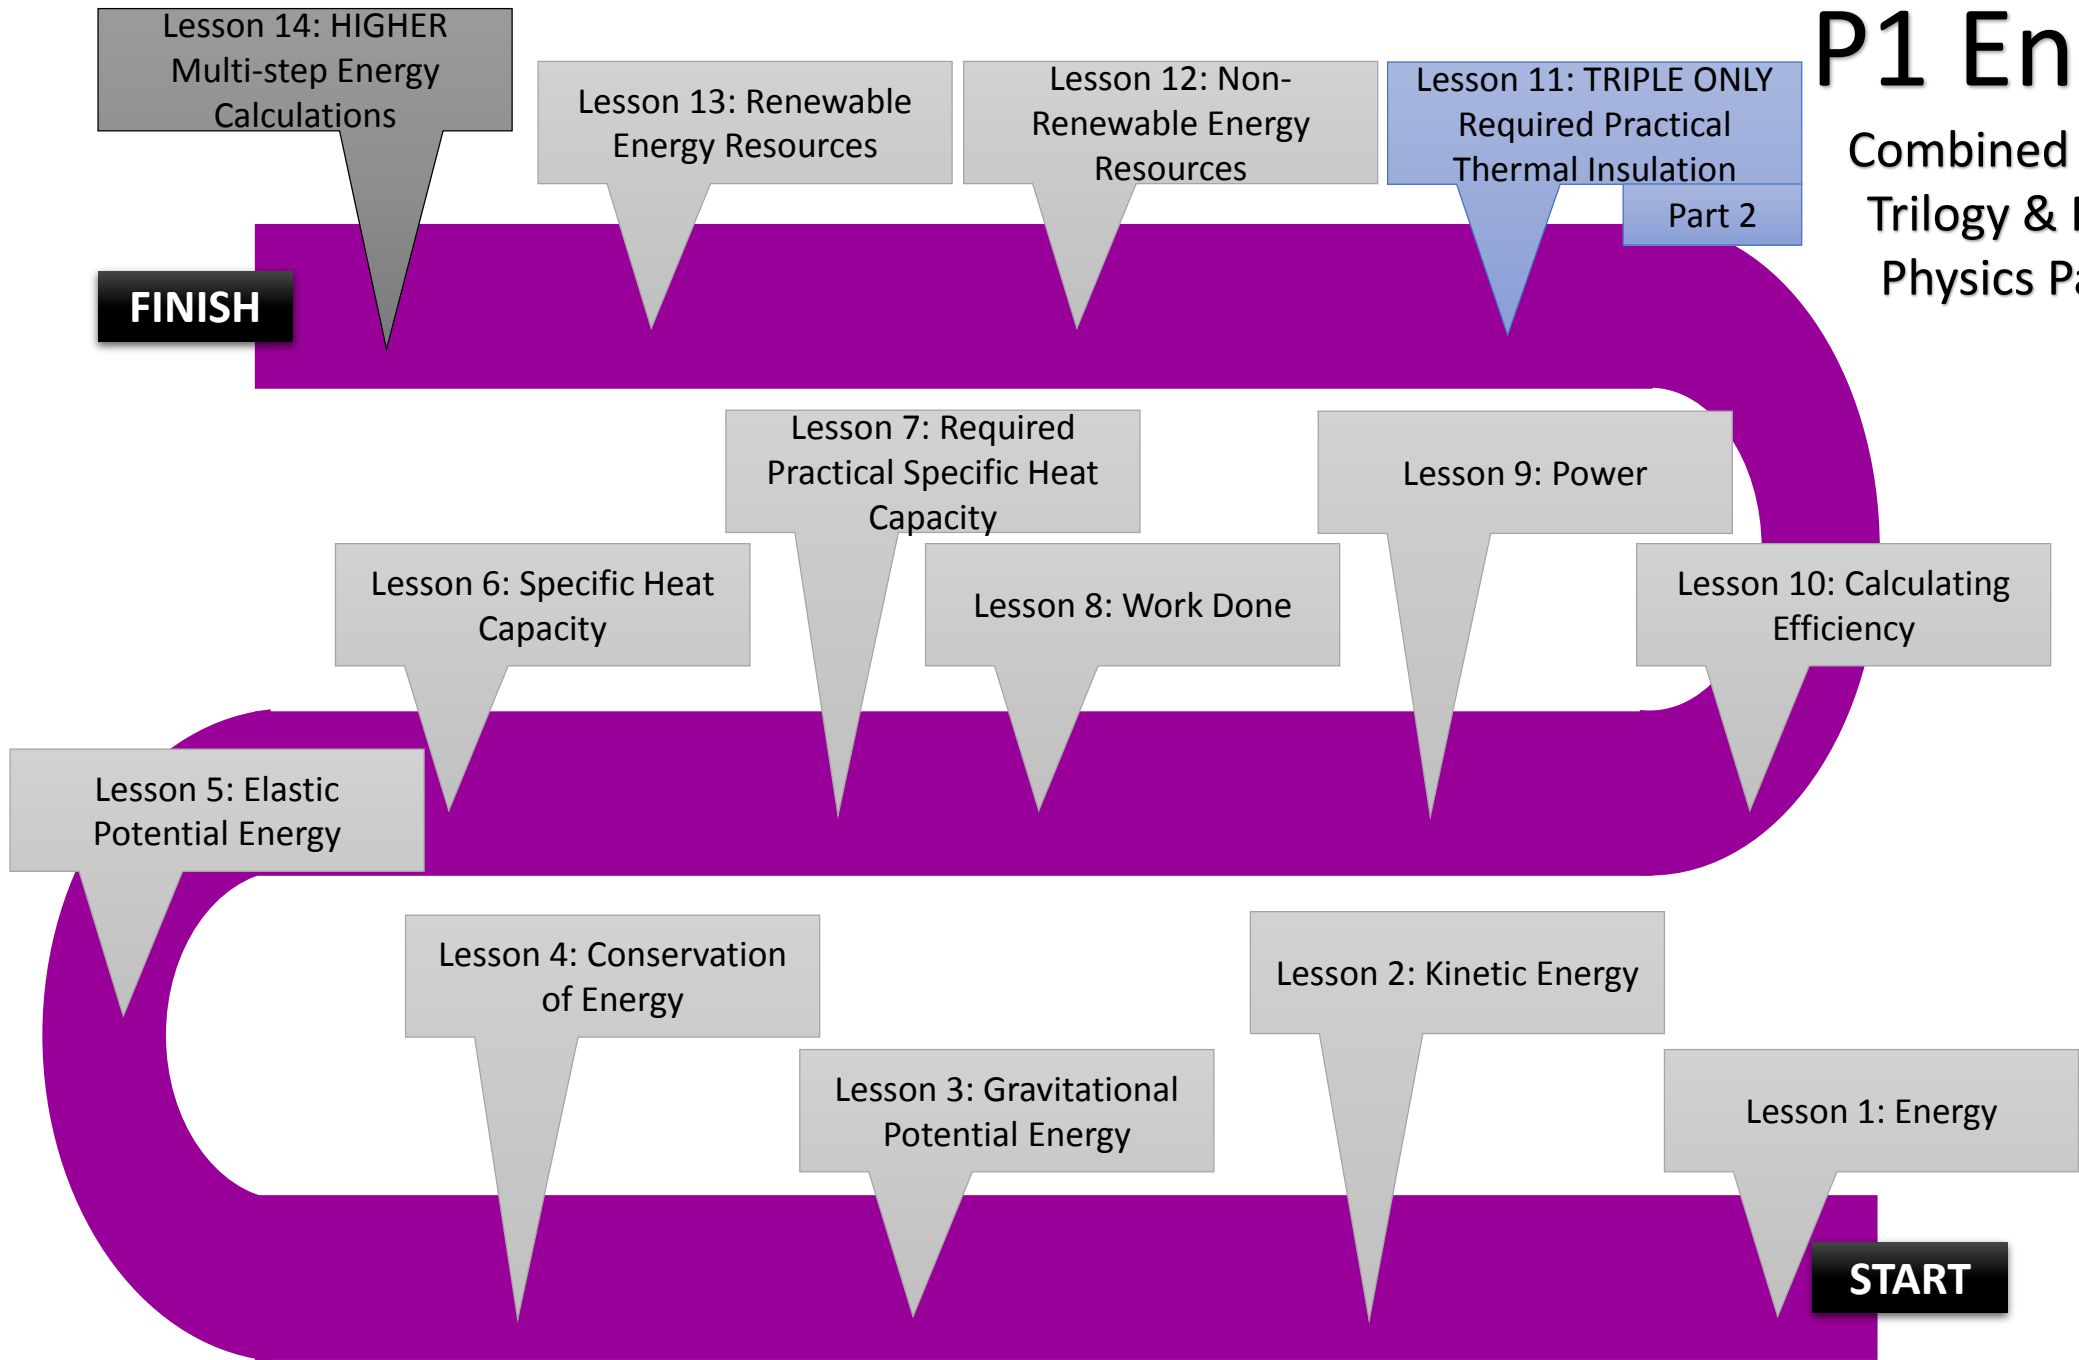 P1 En
Combined
Trilogy &
Physics
Lesson 14: HIGHER
Multi-step Energy
Calculations
Lesson 13: Renewable
Energy Resources
Lesson 12: Non-
Renewable Energy
Resources
Lesson 11: TRIPLE ONLY
Required Practical
Thermal Insulation
Part 2
FINISH
Lesson 7: Required
Practical Specific Heat
Capacity
Lesson 9: Power
Lesson 6: Specific Heat
Capacity
Lesson 8: Work Done
Lesson 10: Calculating
Efficiency
Lesson 5: Elastic
Potential Energy
Lesson 4: Conservation
of Energy
Lesson 2: Kinetic Energy
Lesson 3: Gravitational
Potential Energy
Lesson 1: Energy
START